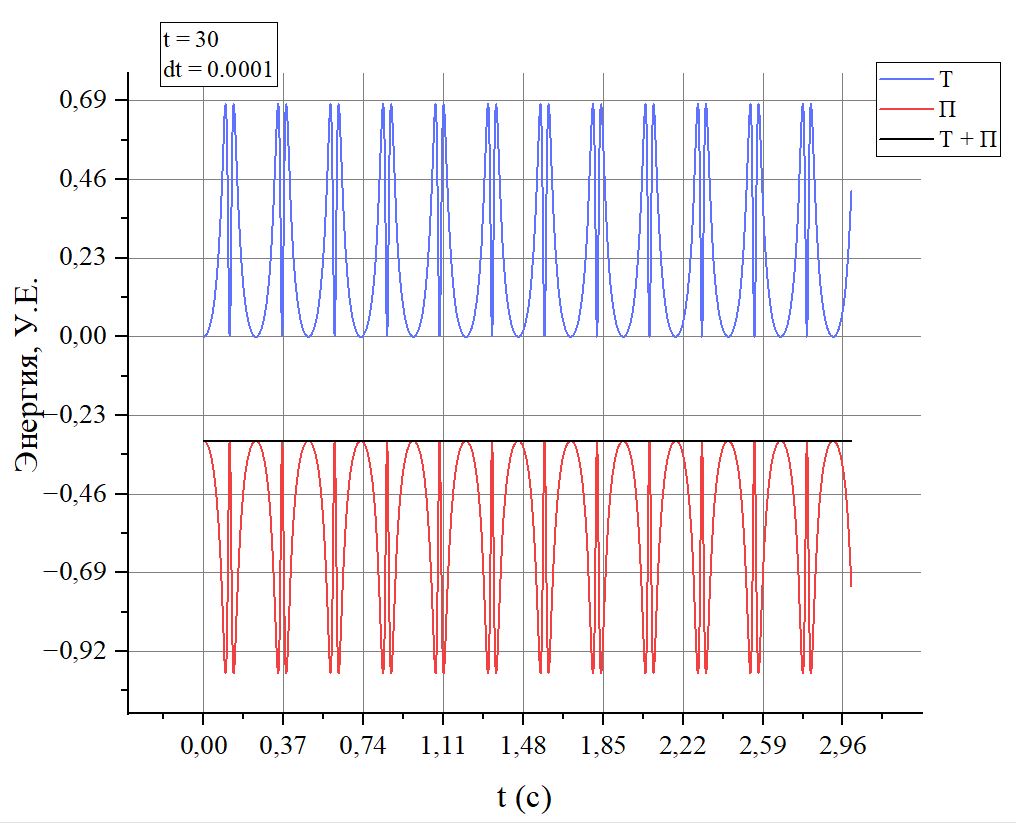 t = 30
dt = 0.0001
T
П
T + П
0,69
0,46
0,23
0,00
−0,23
−0,46
−0,69
−0,92
Энергия, У.Е.
0,00 0,37 0,74 1,11 1,48 1,85 2,22 2,59 2,96
t (c)